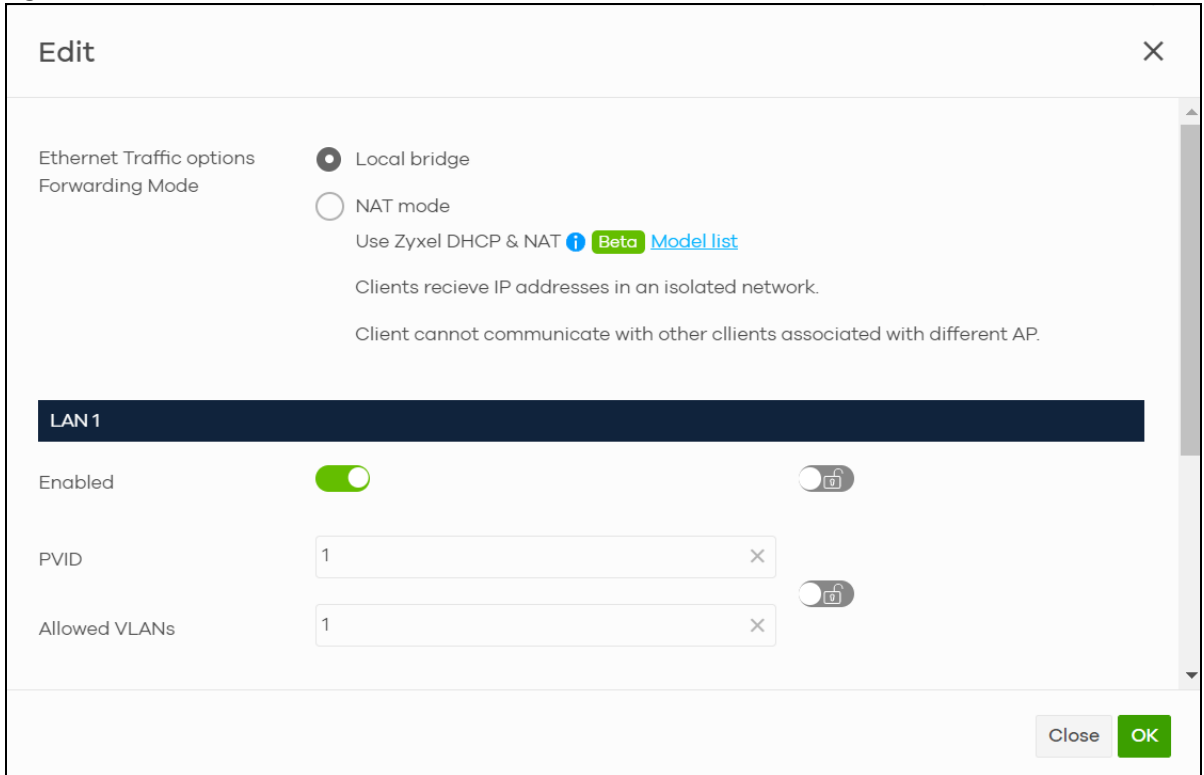 Edit
Ethernet Traffic options
Forwarding Mode
Local bridge
NAT mode
Use Zyxel DHCP & NAT i Beta Model list
Clients recieve IP addresses in an isolated network.
Client cannot communicate with other cllients associated with different AP.
LAN 1
Enabled
PVID
1
Allowed VLANs
1
Close
OK